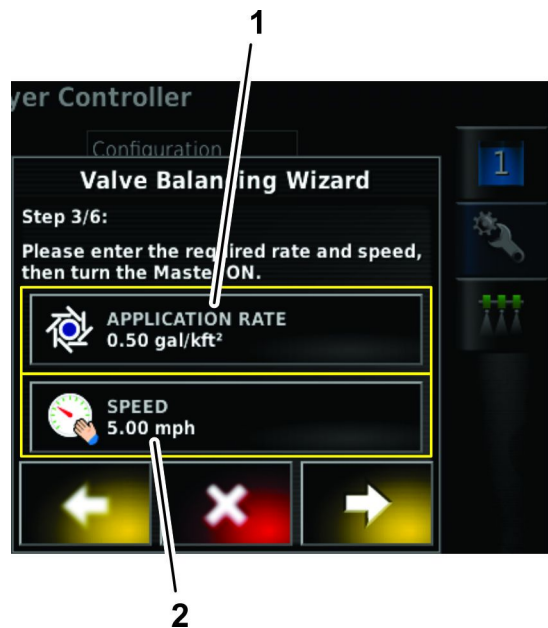 1
yer Controller
Configuration
1
Valve Balancing Wizard
Step 3/6:
Please enter the required rate and speed,
then turn the Master ON.
APPLICATION RATE
0.50 gal/kft²
SPEED
5.00 mph
2